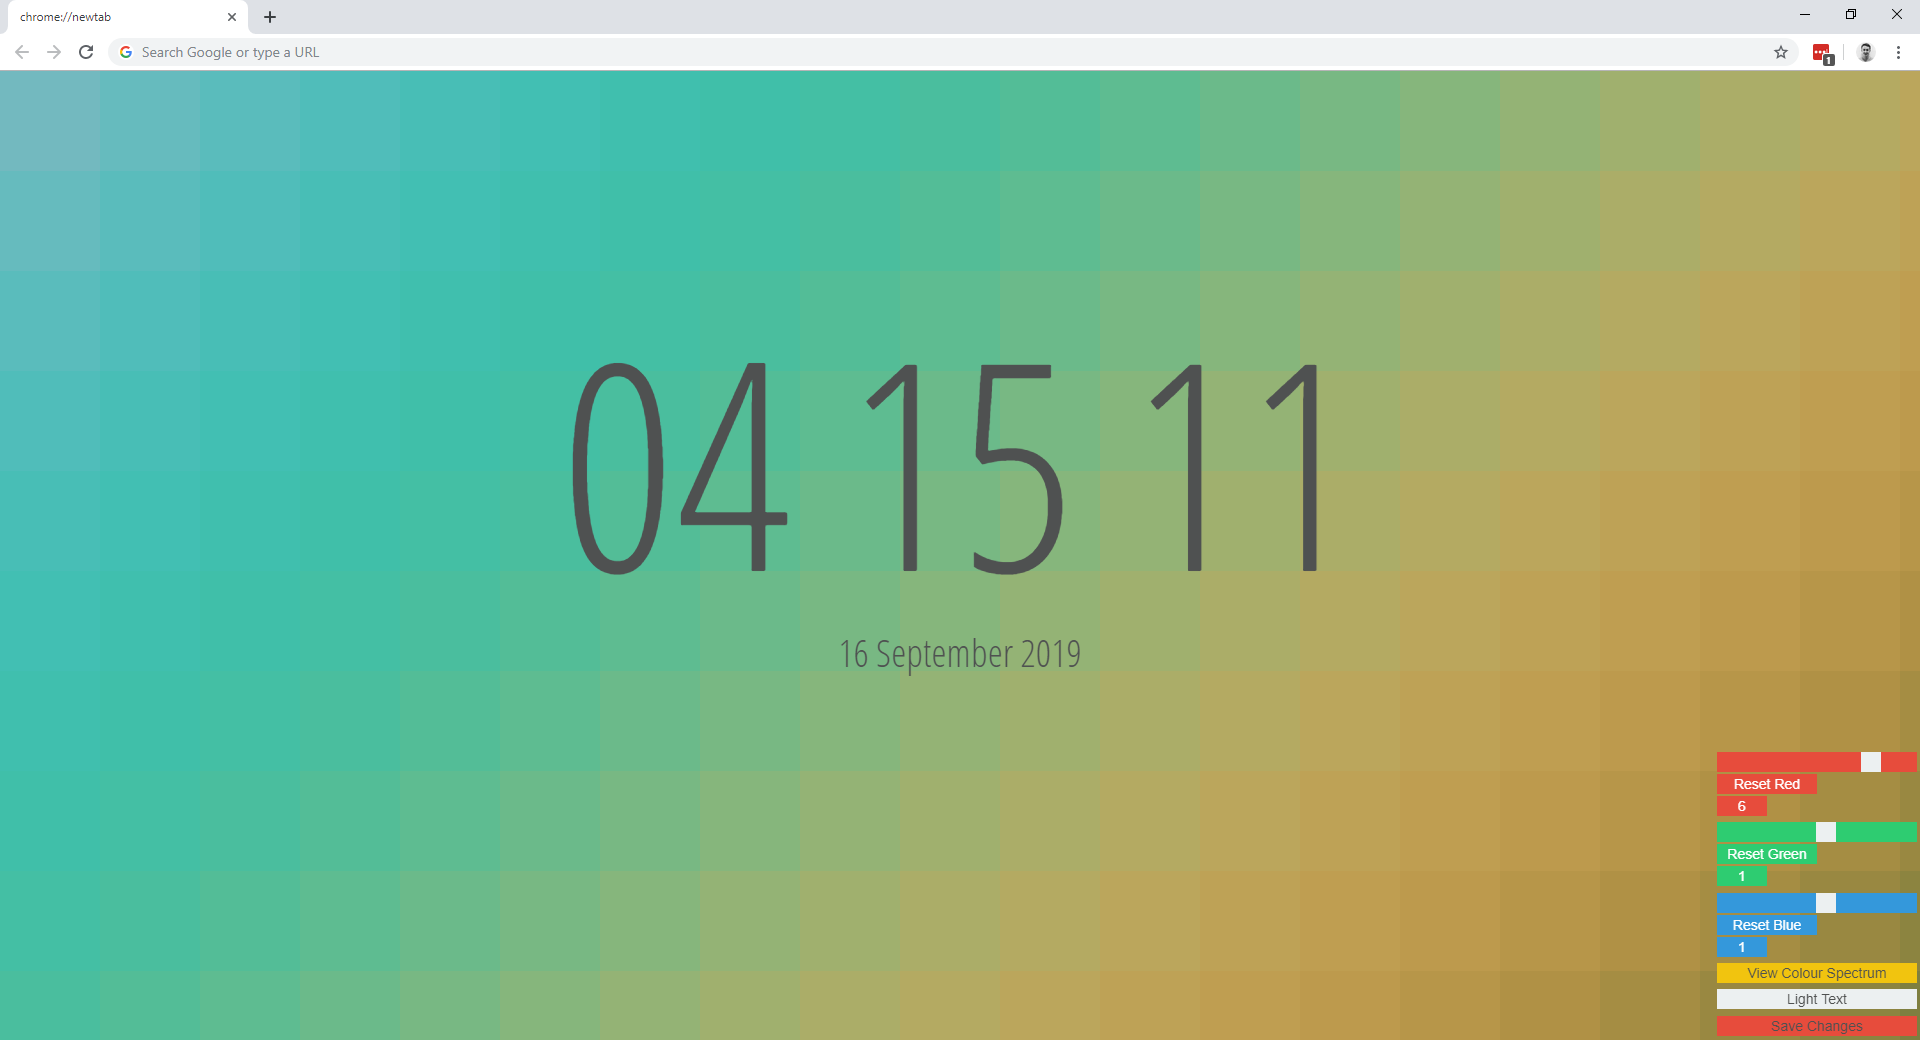 chrome://newtab
Search Google or type a URL
1
04 15 11
16 September 2019
Reset Red
6
Reset Green
1
Reset Blue
1
View Colour Spectrum
Light Text
Save Changes